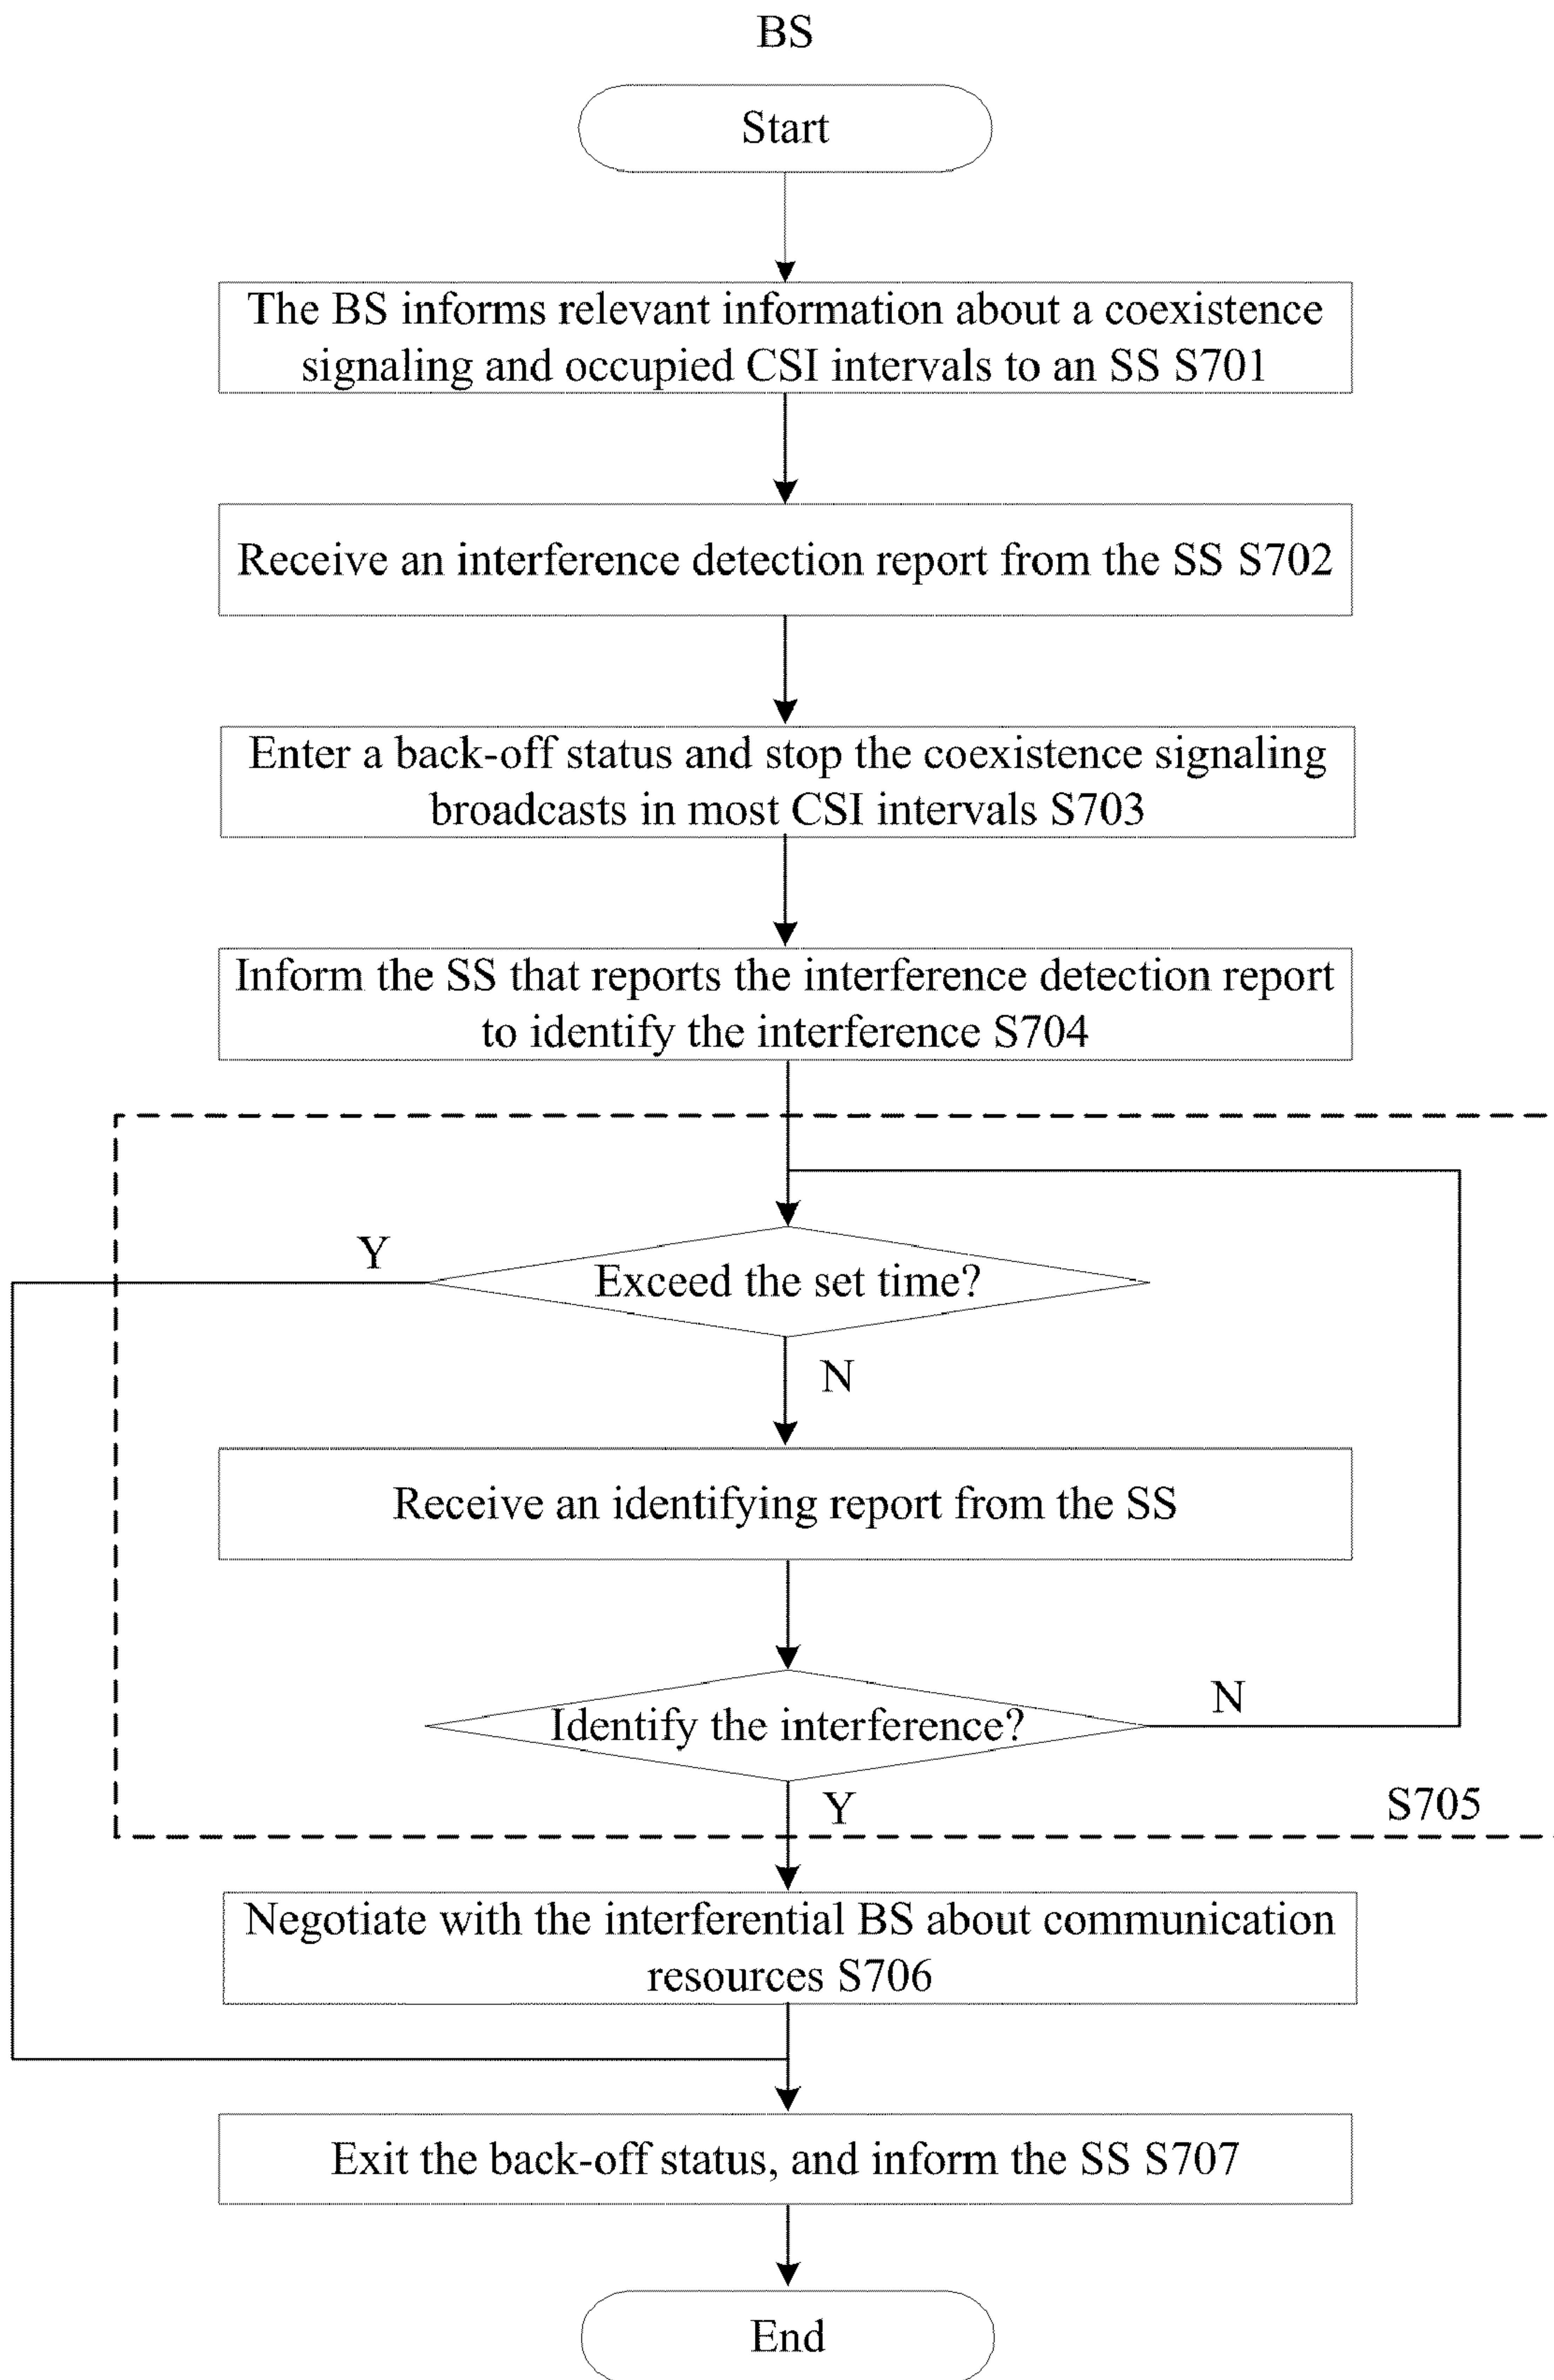 BS
Start
The BS informs relevant information about a coexistence
signaling and occupied CSI intervals to an SS S701
Receive an interference detection report from the SS S702
Enter a back-off status and stop the coexistence signaling
broadcasts in most CSI intervals S703
Inform the SS that reports the interference detection report
to identify the interference S704
Y
Exceed the set time?
N
Receive an identifying report from the SS
N
Identify the interference?
Y
S705
Negotiate with the interferential BS about communication
resources S706
Exit the back-off status, and inform the SS S707
End